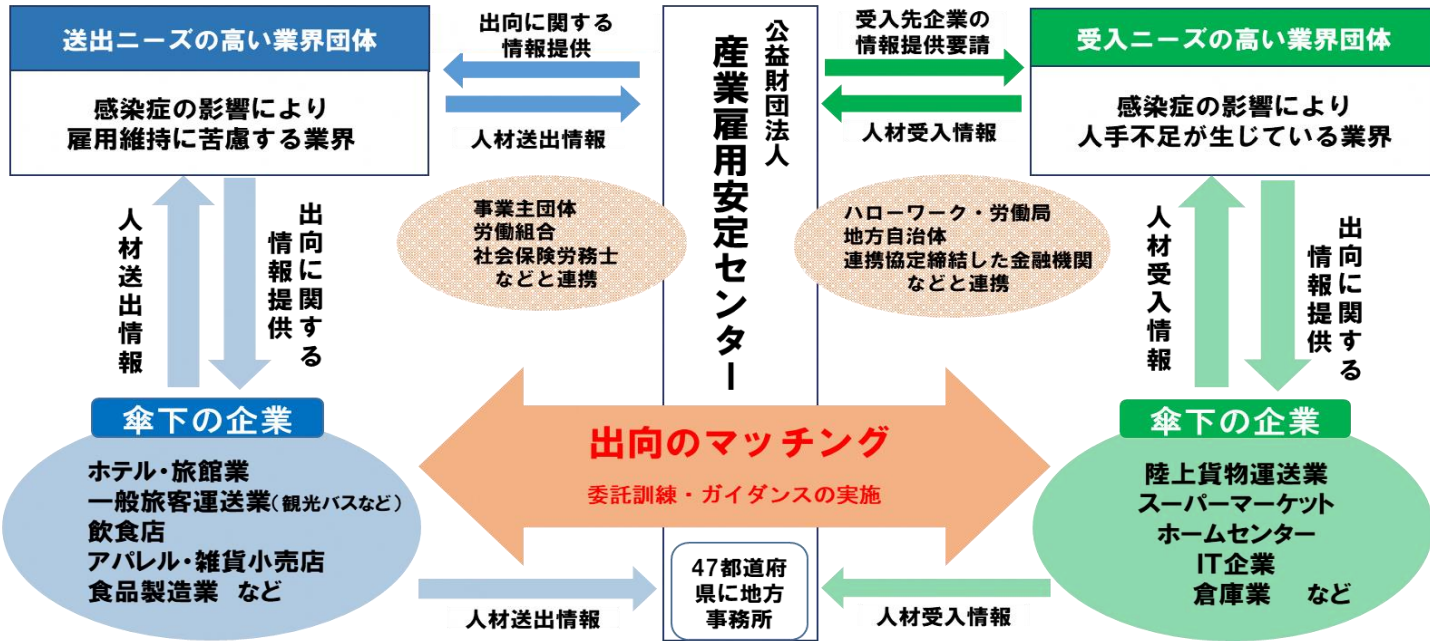 送出ニーズの高い業界団体
感染症の影響により
雇用維持に苦慮する業界
出向に関する
情報提供
人材送出情報
公益財団法人
産業雇用安定センター
受入先企業の
情報提供要請
人材受入情報
受入ニーズの高い業界団体
感染症の影響により
人手不足が生じている業界
人材送出情報
出向に関する
情報提供
事業主団体
労働組合
社会保険労務士
などと連携
ハローワーク・労働局
地方自治体
連携協定締結した金融機関
などと連携
人材受入情報
出向に関する
情報提供
傘下の企業
ホテル・旅館業
一般旅客運送業(観光バスなど)
飲食店
アパレル・雑貨小売店
食品製造業 など
出向のマッチング
委託訓練・ガイダンスの実施
傘下の企業
陸上貨物運送業
スーパーマーケット
ホームセンター
IT企業
倉庫業 など
人材送出情報
47都道府
県に地方
事務所
人材受入情報